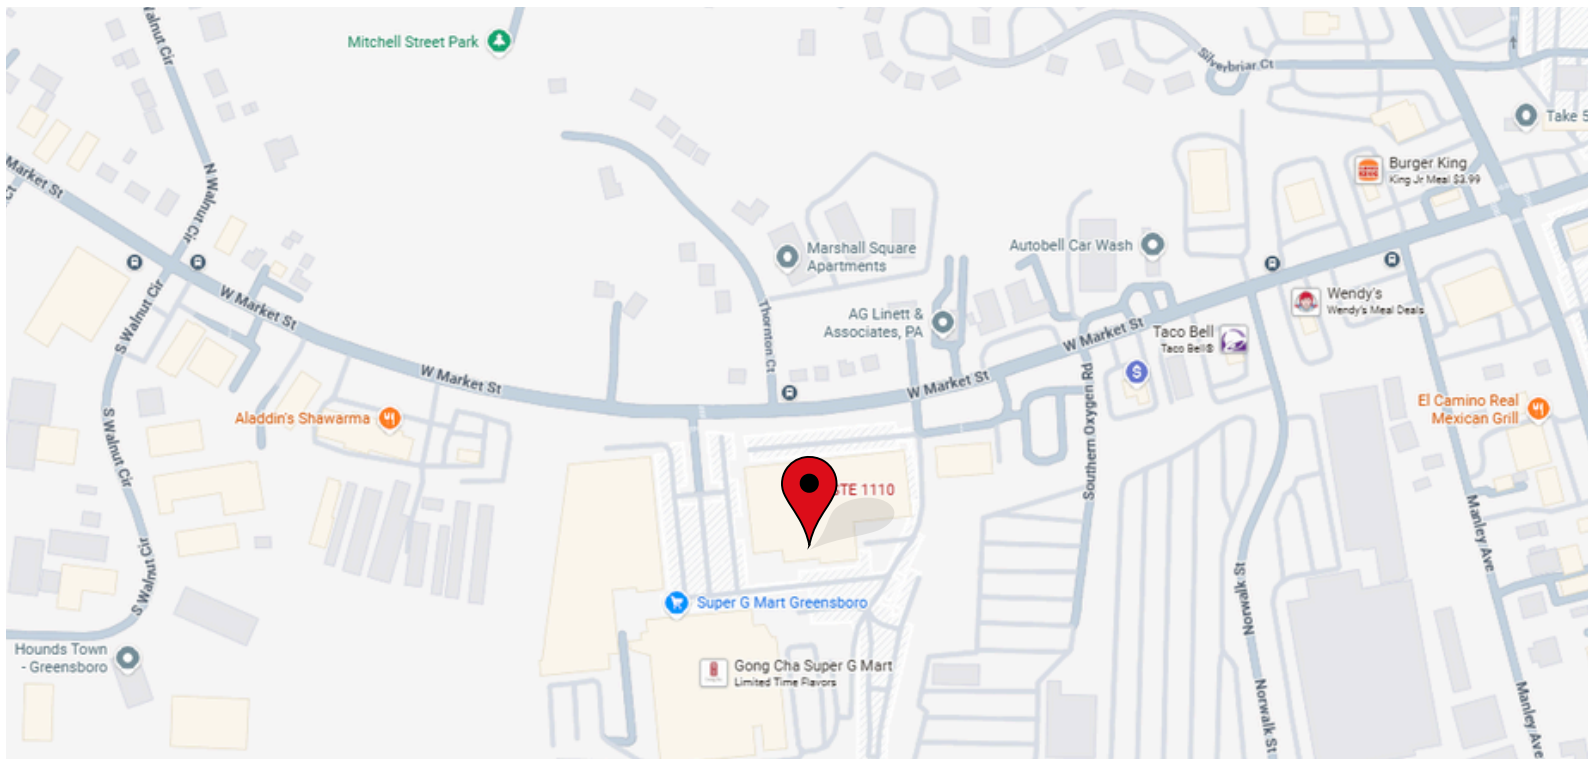 Walnut Cir
Mitchell Street Park
Silverbriar Ct
Take 5
Market St
N Walnut Cir
Burger King
King Jr Meal $3.99
Marshall Square
Apartments
Autobell Car Wash
W Market St
S Walnut Cir
Thornton Ct
AG Linett &
Associates, PA
Wendy's
Wendy's Meal Deals
W Market St
Taco Bell
Taco Bell®
$
W Market St
W Market St
Aladdin's Shawarma
Southern Oxygen Rd
El Camino Real
Mexican Grill
S Walnut Cir
STE 1110
Manley Ave
S Walnut Cir
Norwalk St
Super G Mart Greensboro
Hounds Town
- Greensboro
Gong Cha Super G Mart
Limited Time Flavors
Norwalk St
Manley Ave